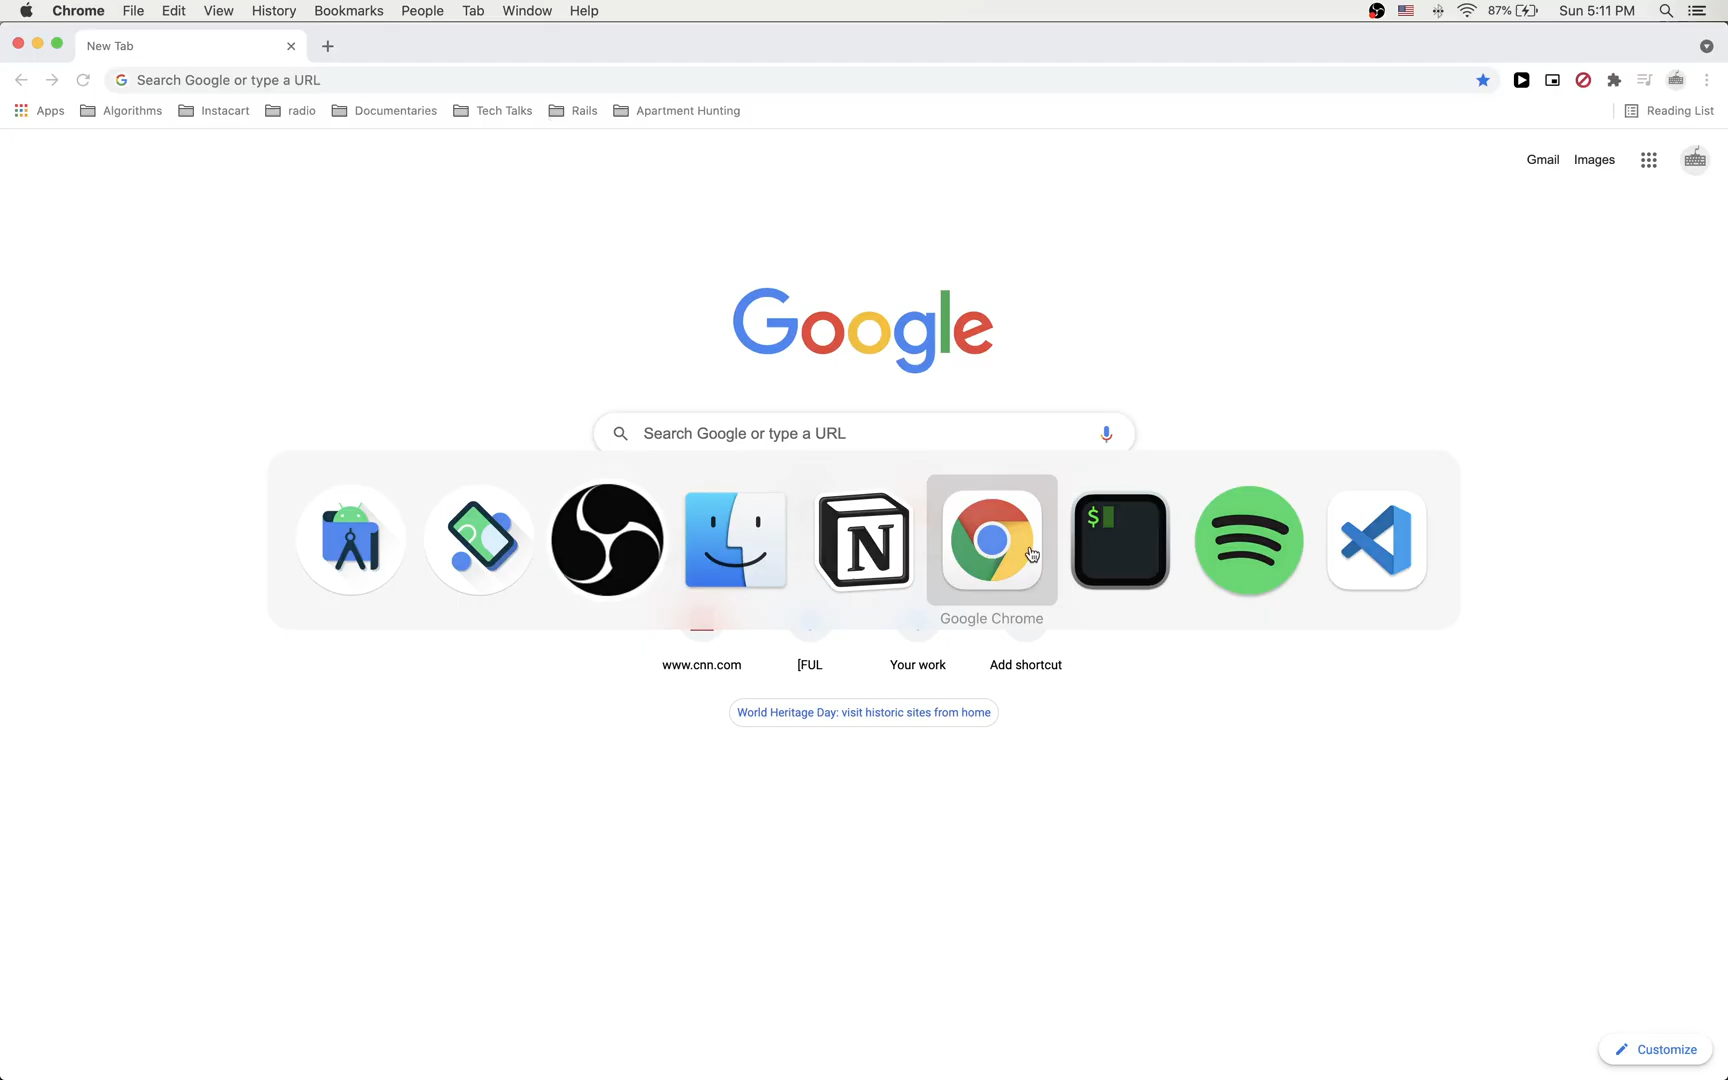 Chrome File Edit View History Bookmarks People Tab Window Help 87% Sun 5:11 PM
New Tab
Search Google or type a URL
Apps Algorithms Instacart radio Documentaries Tech Talks Rails Apartment Hunting Reading List
Gmail Images
Google
Search Google or type a URL
N $
Google Chrome
www.cnn.com [FUL Your work Add shortcut
World Heritage Day: visit historic sites from home
Customize